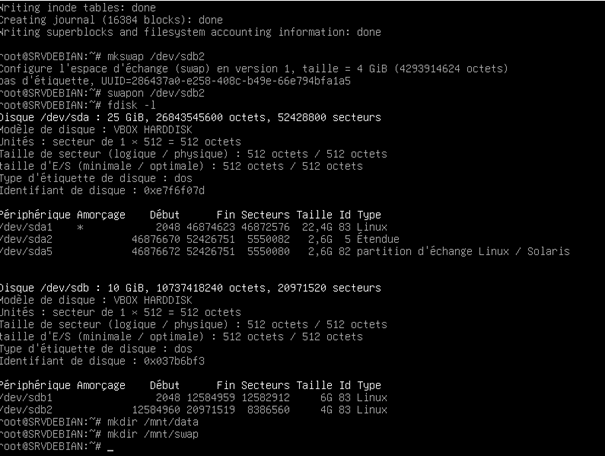 Writing inode tables: done
Creating journal (16384 blocks): done
Writing superblocks and filesystem accounting information: done
root@SRVDEBIAN:~# mkswap /dev/sdb2
Configure l'espace d'échange (swap) en version 1, taille = 4 GiB (4293914624 octets)
pas d'étiquette, UUID=286437a0-e258-408c-b49e-66e794bfa1a5
root@SRVDEBIAN:~# swapon /dev/sdb2
root@SRVDEBIAN:~# fdisk -l
Disque /dev/sda : 25 GiB, 26843545600 octets, 52428800 secteurs
Modèle de disque : VBOX HARDDISK
Unités : secteur de 1 × 512 = 512 octets
Taille de secteur (logique / physique) : 512 octets / 512 octets
taille d'E/S (minimale / optimale) : 512 octets / 512 octets
Type d'étiquette de disque : dos
Identifiant de disque : 0xe7f6f07d
Périphérique Amorçage Début Fin Secteurs Taille Id Type
/dev/sda1 * 2048 46874623 46872576 22,4G 83 Linux
/dev/sda2 46876670 52426751 5550082 2,6G 5 Étendue
/dev/sda5 46876672 52426751 5550080 2,6G 82 partition d'échange Linux / Solaris
Disque /dev/sdb : 10 GiB, 10737418240 octets, 20971520 secteurs
Modèle de disque : VBOX HARDDISK
Unités : secteur de 1 × 512 = 512 octets
Taille de secteur (logique / physique) : 512 octets / 512 octets
taille d'E/S (minimale / optimale) : 512 octets / 512 octets
Type d'étiquette de disque : dos
Identifiant de disque : 0x037b6bf3
Périphérique Amorçage Début Fin Secteurs Taille Id Type
/dev/sdb1 2048 12584959 12582912 6G 83 Linux
/dev/sdb2 12584960 20971519 8386560 4G 83 Linux
root@SRVDEBIAN:~# mkdir /mnt/data
root@SRVDEBIAN:~# mkdir /mnt/swap
root@SRVDEBIAN:~# _